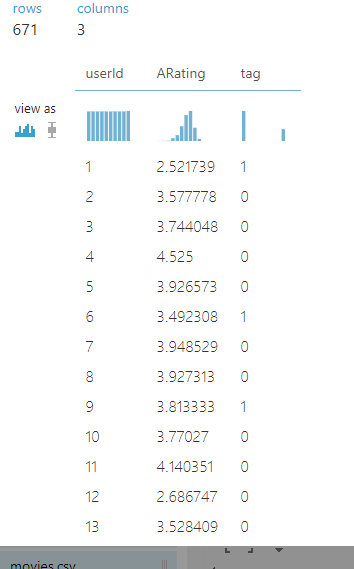 rows columns
671 3
userId ARating tag
view as
1 2.521739 1
2 3.577778 0
3 3.744048 0
4 4.525 0
5 3.926573 0
6 3.492308 1
7 3.948529 0
8 3.927313 0
9 3.813333 1
10 3.77027 0
11 4.140351 0
12 2.686747 0
13 3.528409 0
movies.csv